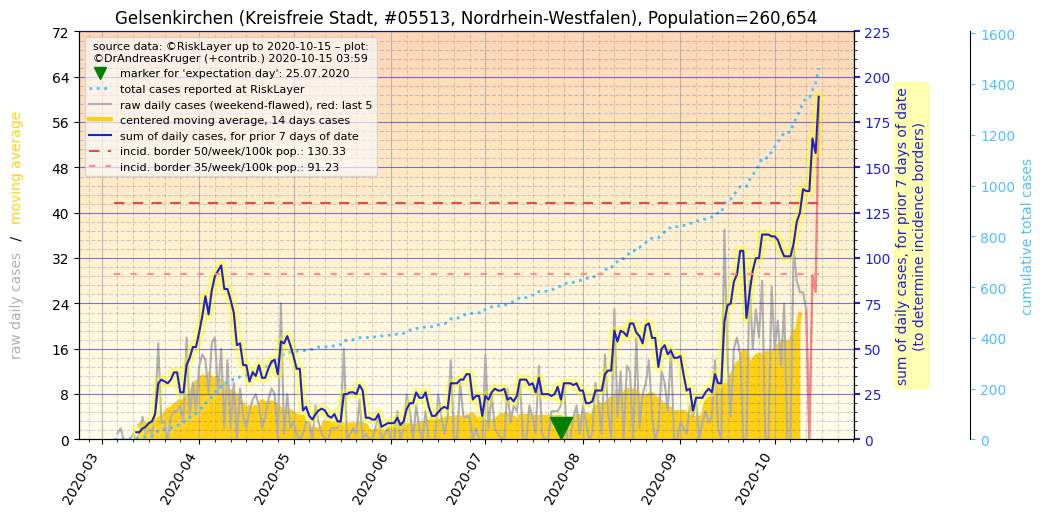 Gelsenkirchen (Kreisfreie Stadt, #05513, Nordrhein-Westfalen), Population=260,654
source data: ©RiskLayer up to 2020-10-15 – plot:
©DrAndreasKruger (+contrib.) 2020-10-15 03:59
marker for 'expectation day': 25.07.2020
total cases reported at RiskLayer
raw daily cases (weekend-flawed), red: last 5
centered moving average, 14 days cases
sum of daily cases, for prior 7 days of date
incid. border 50/week/100k pop.: 130.33
incid. border 35/week/100k pop.: 91.23
raw daily cases / moving average
72
64
56
48
40
32
24
16
8
0
2020-03
2020-04
2020-05
2020-06
2020-07
2020-08
2020-09
2020-10
225
200
175
150
125
100
75
50
25
0
sum of daily cases, for prior 7 days of date
(to determine incidence borders)
1600
1400
1200
1000
800
600
400
200
0
cumulative total cases